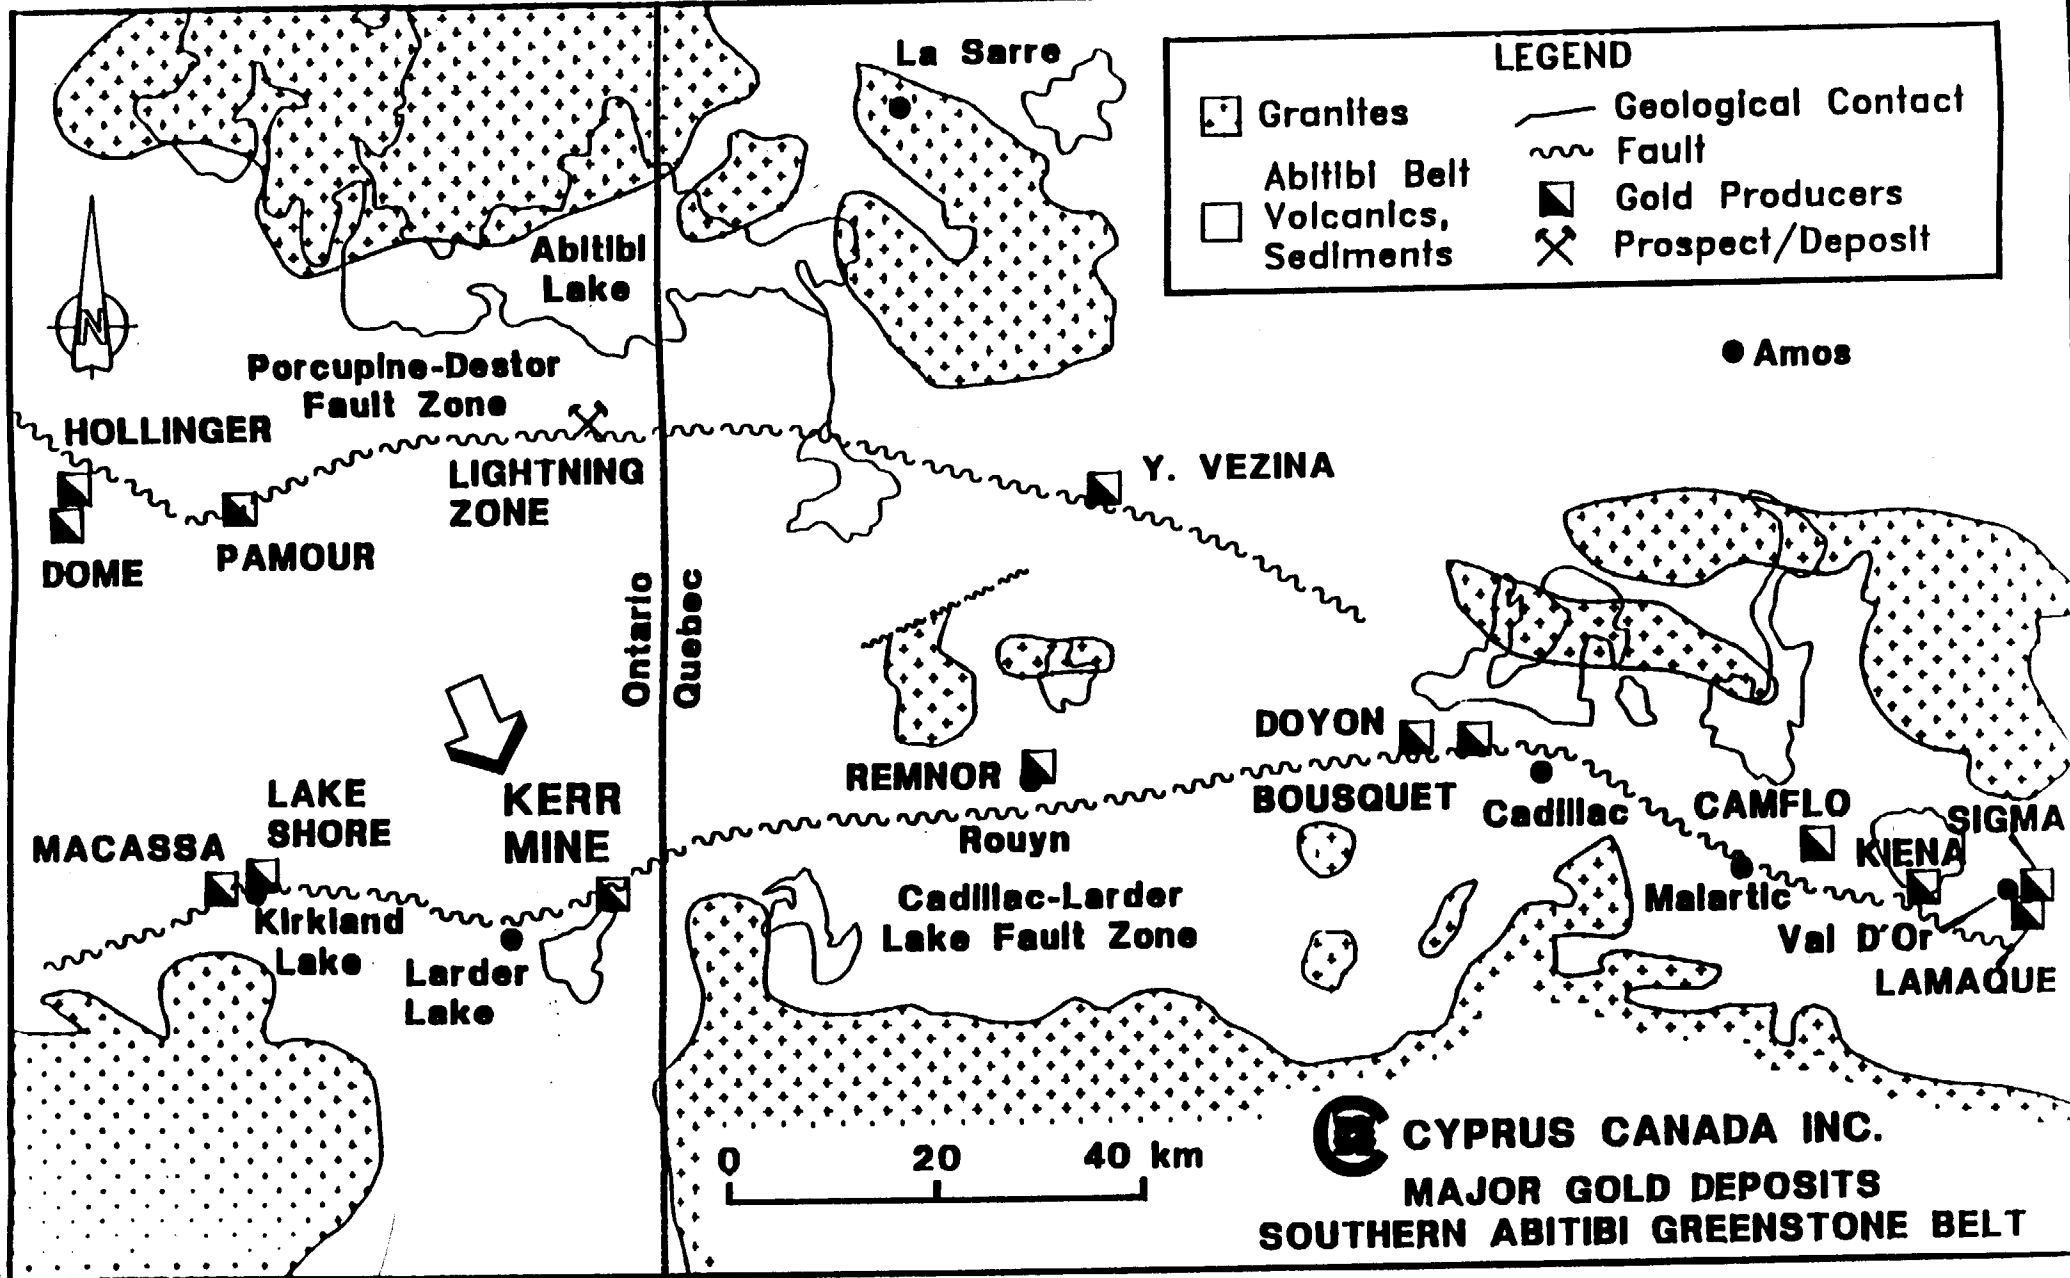 La Sarre
LEGEND
Granites
Geological Contact
Fault
Abitibi Belt
Volcanics,
Sediments
Gold Producers
Prospect/Deposit
Abitibi
Lake
N
Amos
Porcupine-Destor
Fault Zone
HOLLINGER
LIGHTNING
ZONE
Y. VEZINA
DOME
PAMOUR
Ontario
Quebec
DOYON
REMNOR
BOUSQUET
Cadillac
CAMFLO
SIGMA
LAKE
SHORE
KERR
MINE
MACASSA
Rouyn
KIENA
Kirkland
Lake
Larder
Lake
Cadillac-Larder
Lake Fault Zone
Malartic
Val D'Or
LAMAQUE
0 20 40 km
CYPRUS CANADA INC.
MAJOR GOLD DEPOSITS
SOUTHERN ABITIBI GREENSTONE BELT